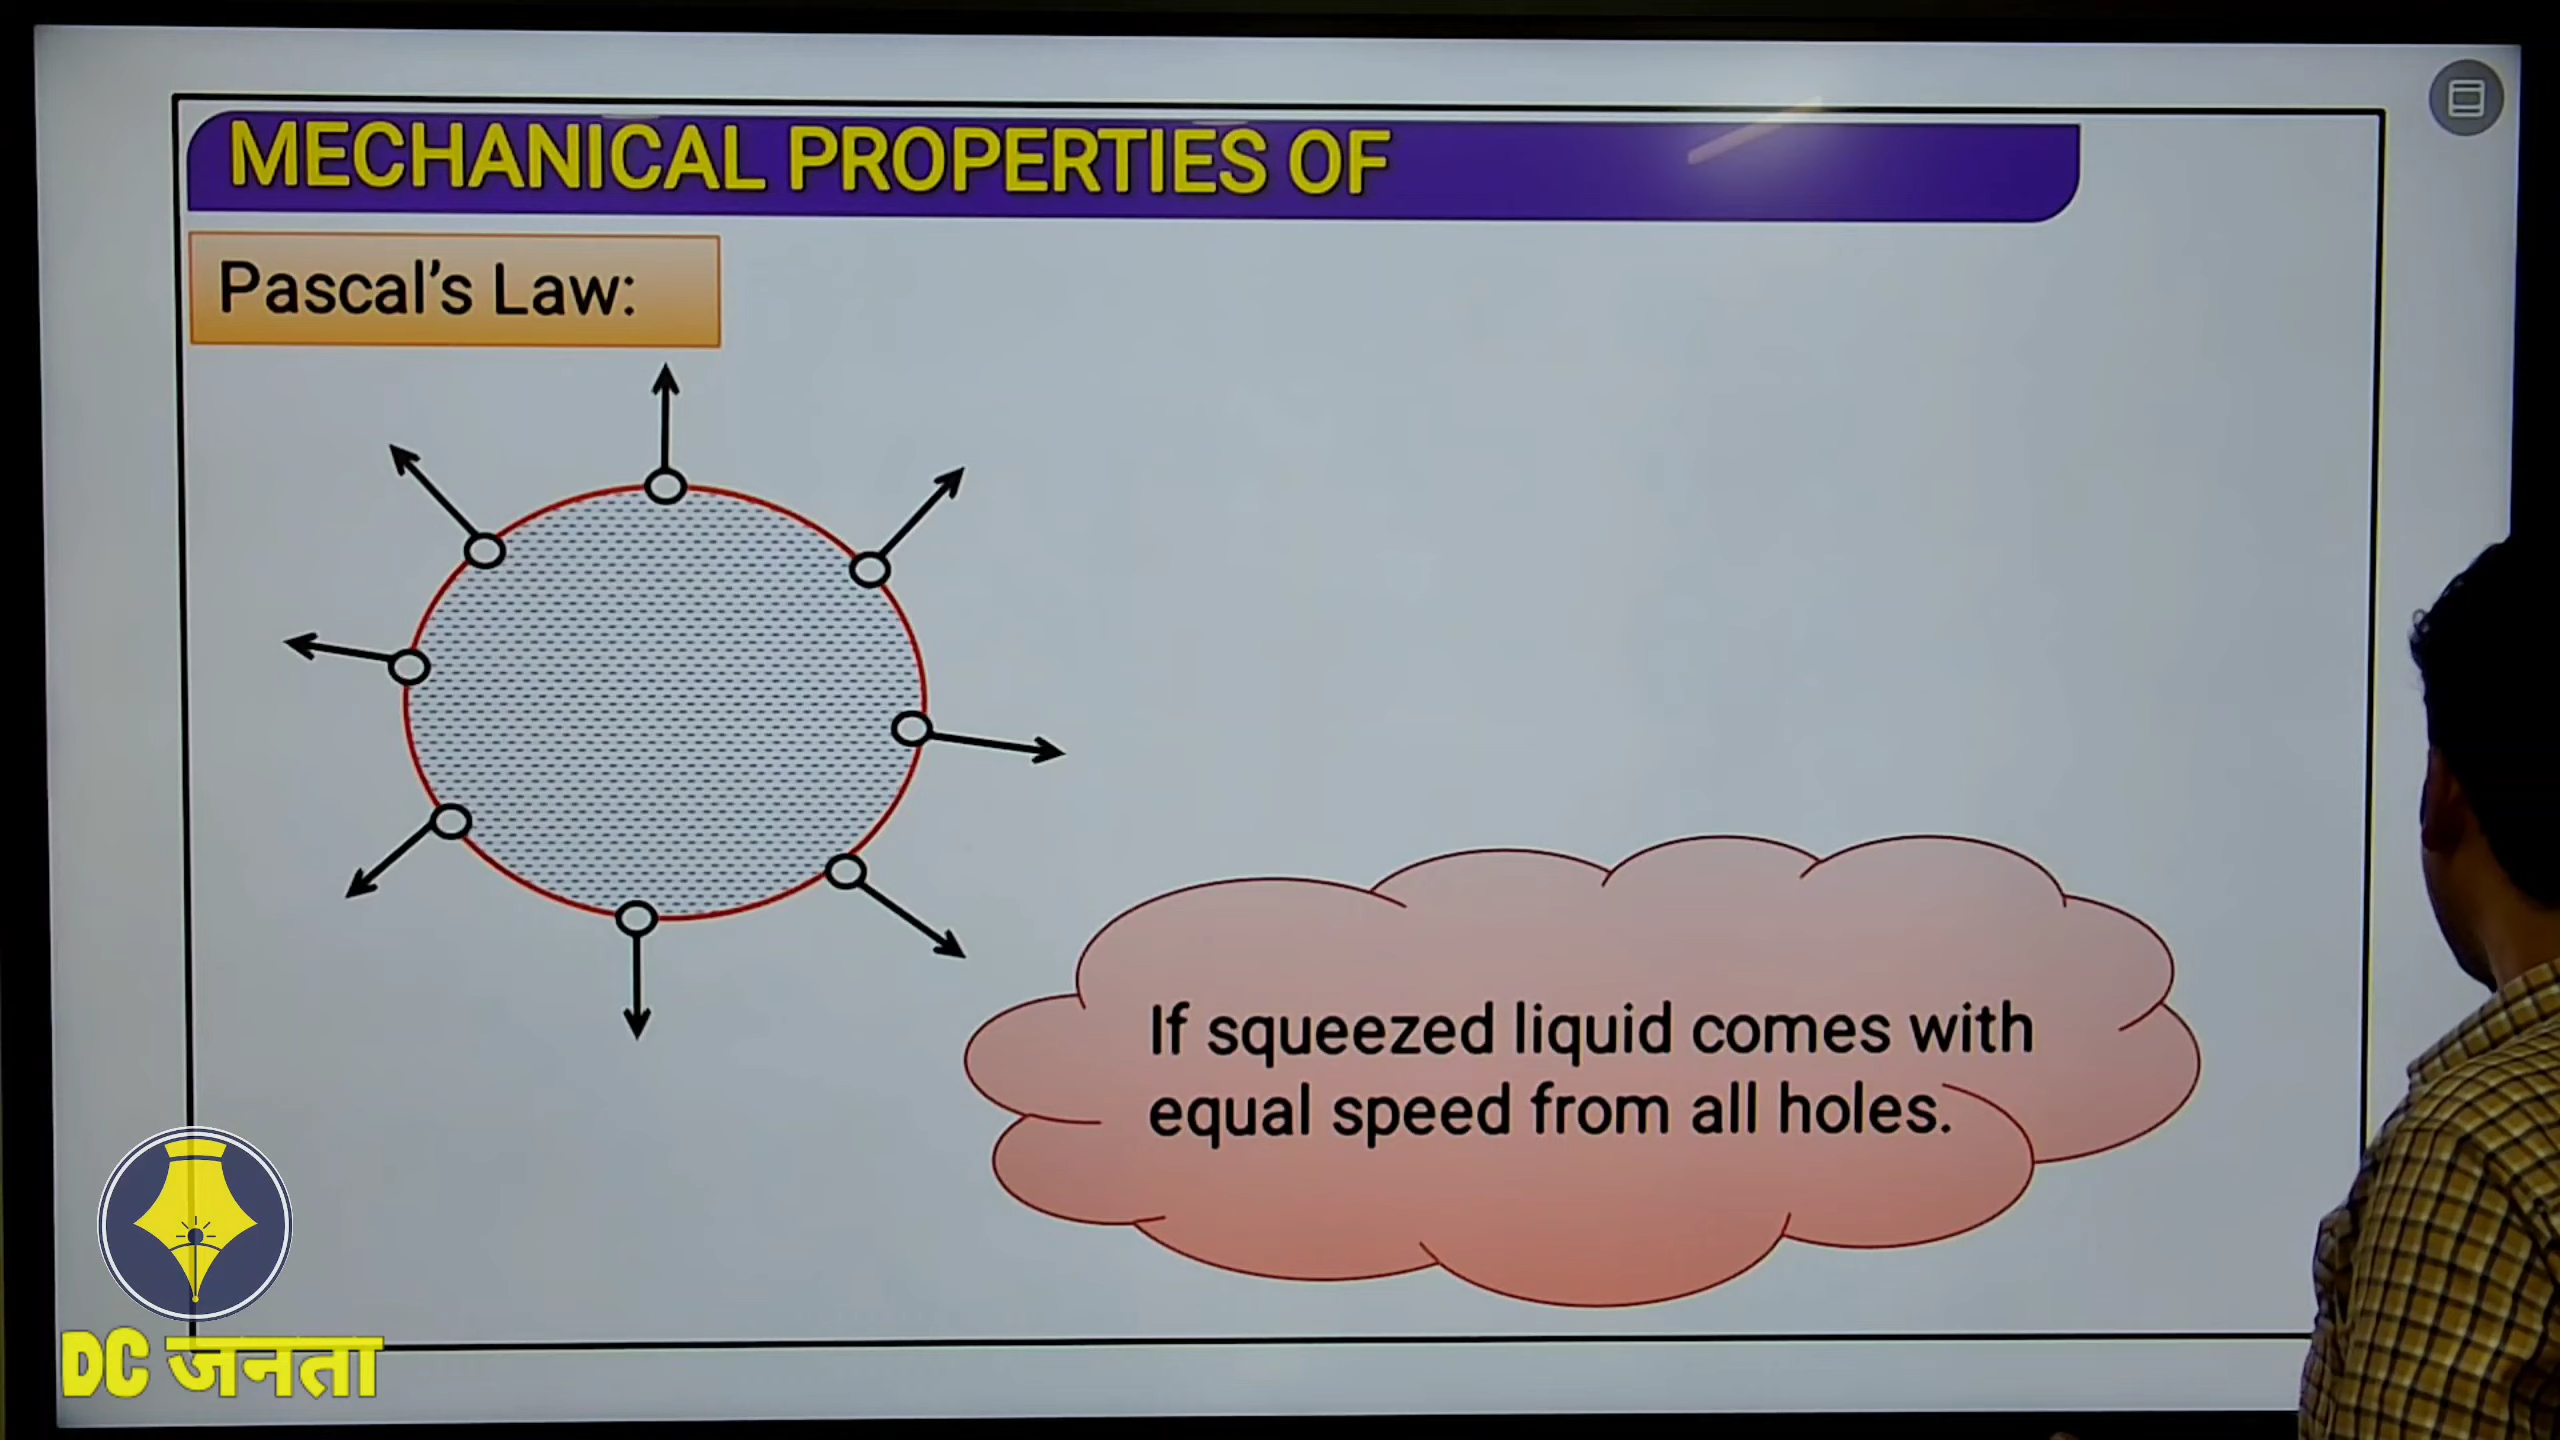 MECHANICAL PROPERTIES OF
Pascal's Law:
If squeezed liquid comes with
equal speed from all holes.
DC जनता